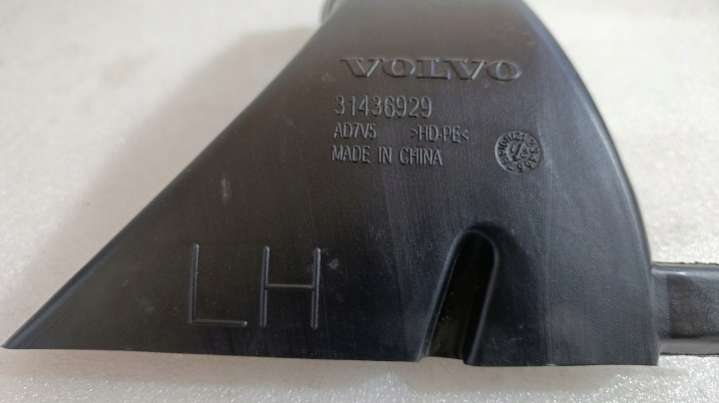 VOLVO
31436929
AD7V5 >HD-PE<
MADE IN CHINA
LH